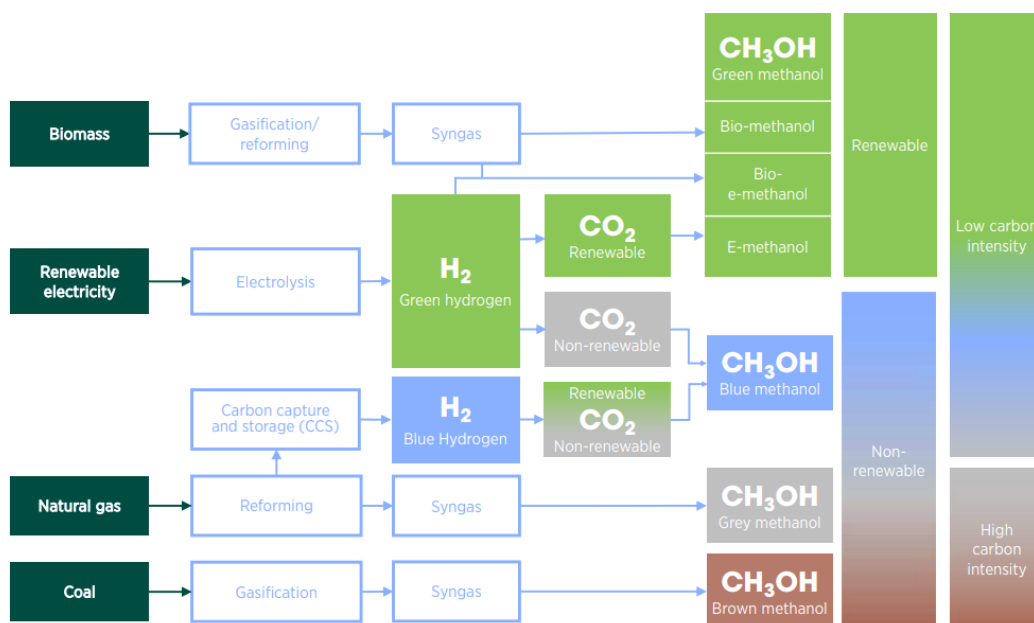 CH₃OH
Green methanol
Biomass
Gasification/
reforming
Syngas
Bio-methanol
Renewable
Bio-
e-methanol
CO₂
Renewable
E-methanol
Low carbon
intensity
Renewable
electricity
Electrolysis
H₂
Green hydrogen
CO₂
Non-renewable
CH₃OH
Blue methanol
Carbon capture
and storage (CCS)
H₂
Blue Hydrogen
Renewable
CO₂
Non-renewable
Non-
renewable
Natural gas
Reforming
Syngas
CH₃OH
Grey methanol
High
carbon
intensity
Coal
Gasification
Syngas
CH₃OH
Brown methanol